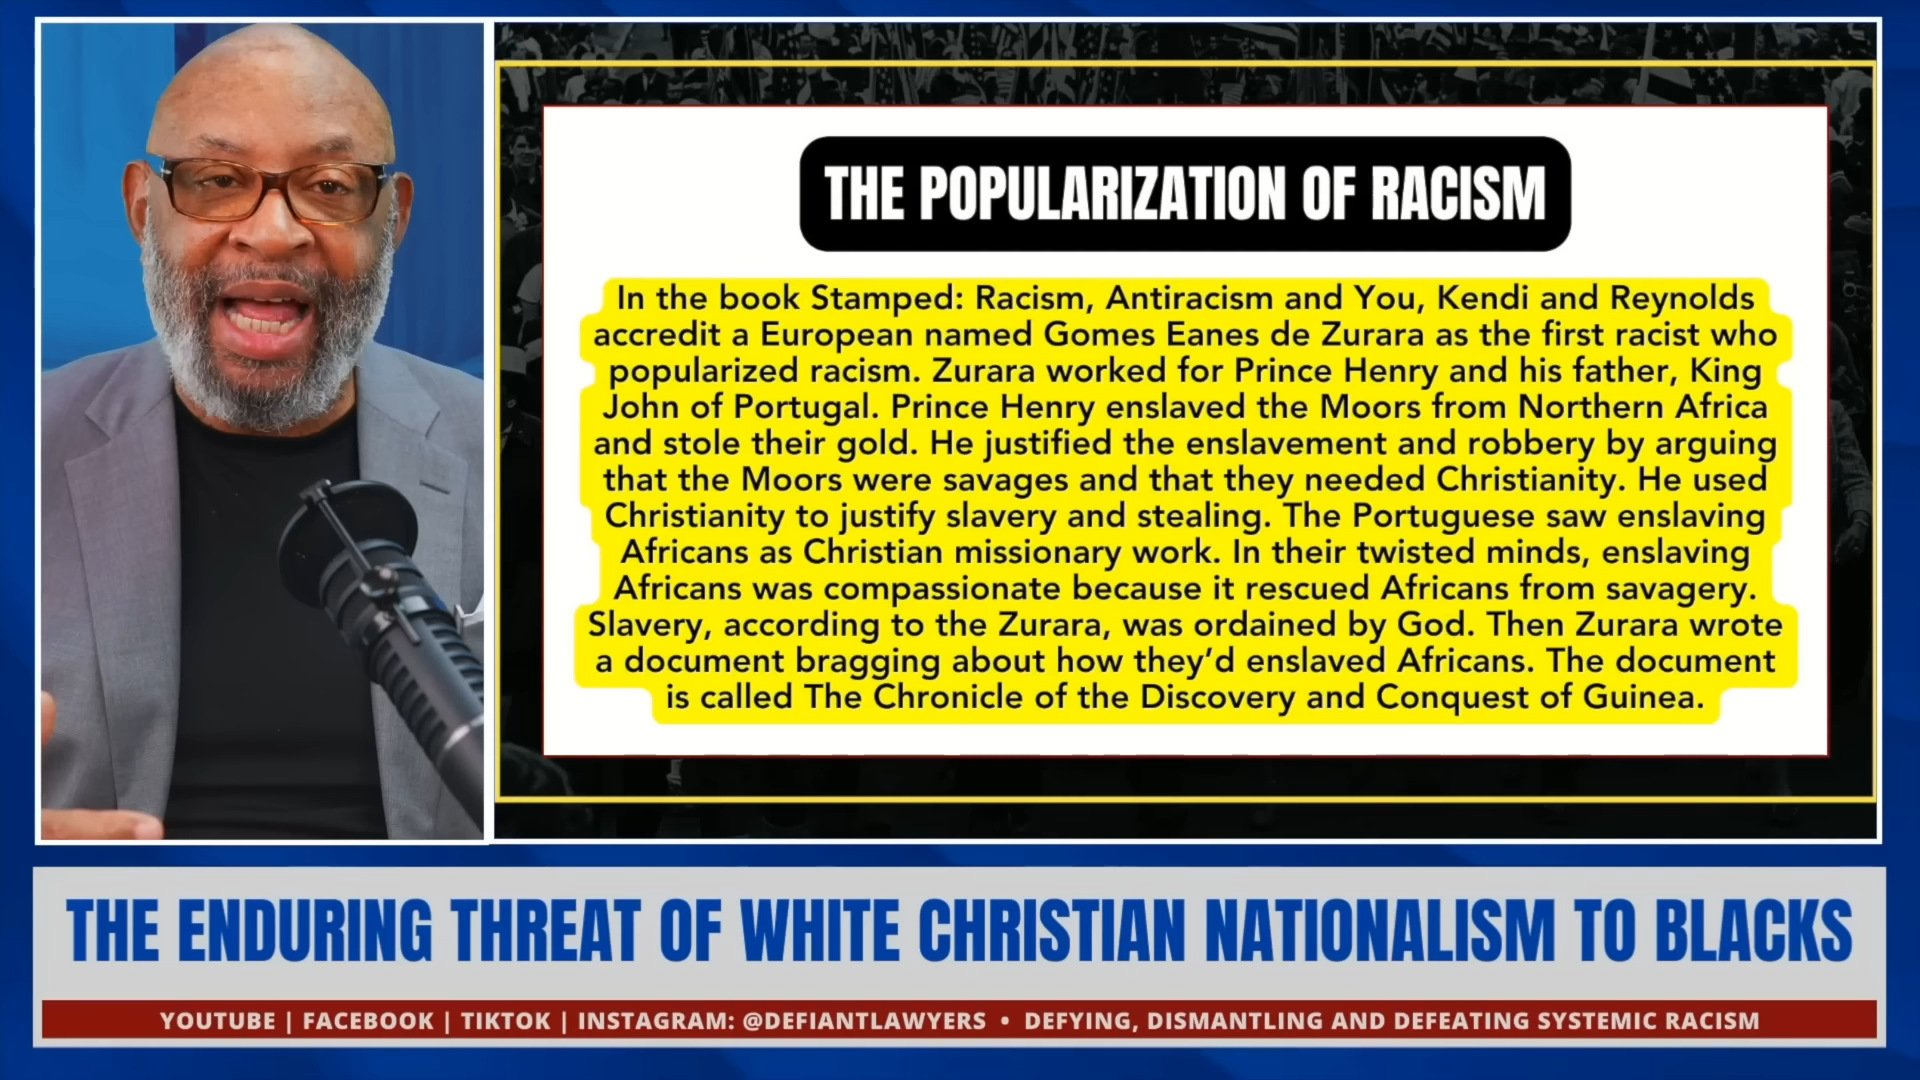 THE POPULARIZATION OF RACISM
In the book Stamped: Racism, Antiracism and You, Kendi and Reynolds
accredit a European named Gomes Eanes de Zurara as the first racist who
popularized racism. Zurara worked for Prince Henry and his father, King
John of Portugal. Prince Henry enslaved the Moors from Northern Africa
and stole their gold. He justified the enslavement and robbery by arguing
that the Moors were savages and that they needed Christianity. He used
Christianity to justify slavery and stealing. The Portuguese saw enslaving
Africans as Christian missionary work. In their twisted minds, enslaving
Africans was compassionate because it rescued Africans from savagery.
Slavery, according to the Zurara, was ordained by God. Then Zurara wrote
a document bragging about how they’d enslaved Africans. The document
is called The Chronicle of the Discovery and Conquest of Guinea.
THE ENDURING THREAT OF WHITE CHRISTIAN NATIONALISM TO BLACKS
YOUTUBE | FACEBOOK | TIKTOK | INSTAGRAM: @DEFIANTLAWYERS • DEFYING, DISMANTLING AND DEFEATING SYSTEMIC RACISM